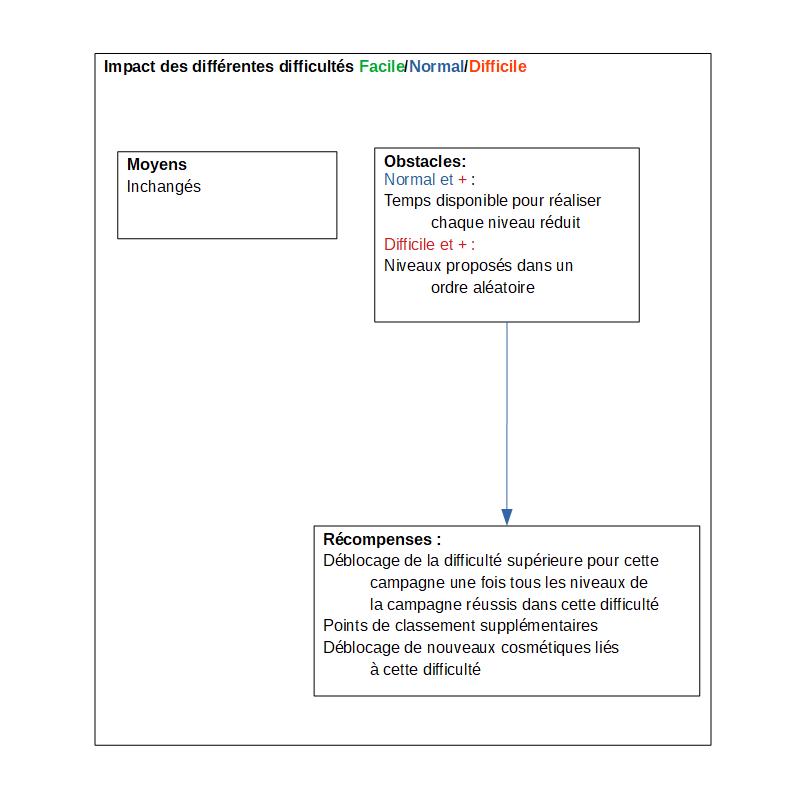 Impact des différentes difficultés Facile/Normal/Difficile
Moyens
Inchangés
Obstacles:
Normal et + :
Temps disponible pour réaliser
chaque niveau réduit
Difficile et + :
Niveaux proposés dans un
ordre aléatoire
Récompenses :
Déblocage de la difficulté supérieure pour cette
campagne une fois tous les niveaux de
la campagne réussis dans cette difficulté
Points de classement supplémentaires
Déblocage de nouveaux cosmétiques liés
à cette difficulté